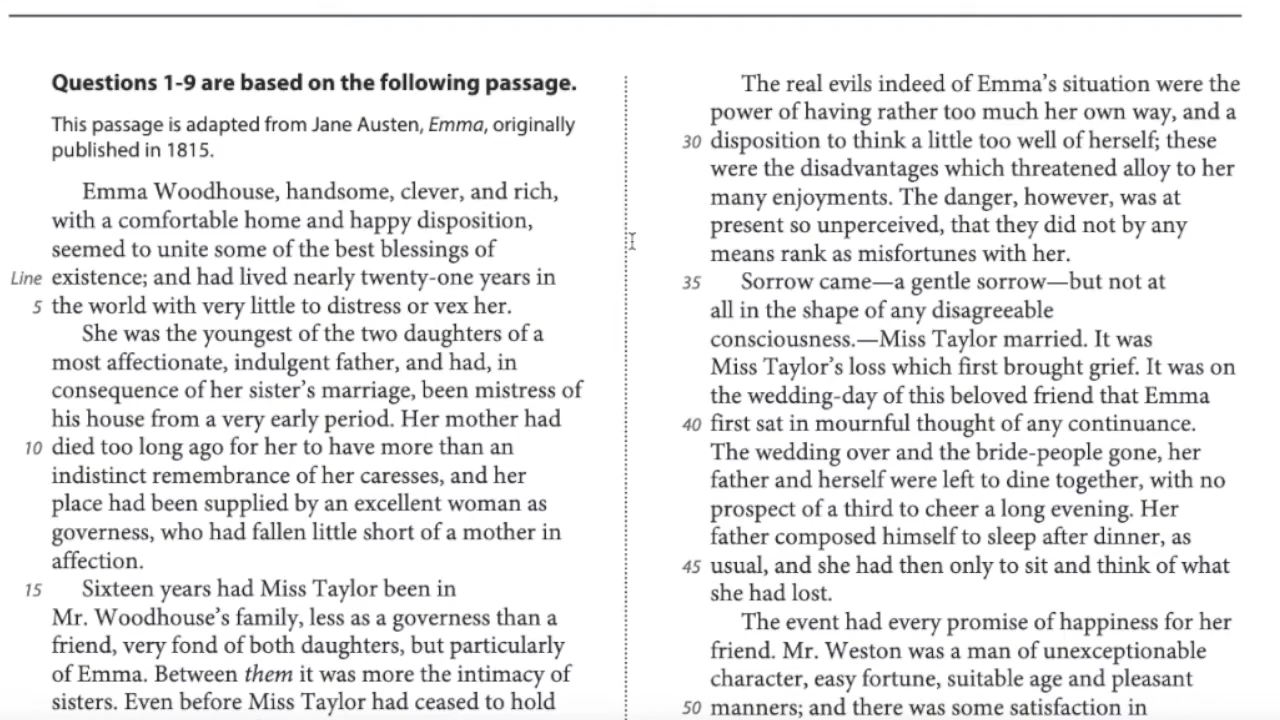 Questions 1-9 are based on the following passage.
This passage is adapted from Jane Austen, Emma, originally
published in 1815.
Emma Woodhouse, handsome, clever, and rich,
with a comfortable home and happy disposition,
seemed to unite some of the best blessings of
Line existence; and had lived nearly twenty-one years in
5 the world with very little to distress or vex her.
She was the youngest of the two daughters of a
most affectionate, indulgent father, and had, in
consequence of her sister's marriage, been mistress of
his house from a very early period. Her mother had
10 died too long ago for her to have more than an
indistinct remembrance of her caresses, and her
place had been supplied by an excellent woman as
governess, who had fallen little short of a mother in
affection.
15 Sixteen years had Miss Taylor been in
Mr. Woodhouse's family, less as a governess than a
friend, very fond of both daughters, but particularly
of Emma. Between them it was more the intimacy of
sisters. Even before Miss Taylor had ceased to hold
The real evils indeed of Emma's situation were the
power of having rather too much her own way, and a
30 disposition to think a little too well of herself; these
were the disadvantages which threatened alloy to her
many enjoyments. The danger, however, was at
present so unperceived, that they did not by any
means rank as misfortunes with her.
35 Sorrow came—a gentle sorrow—but not at
all in the shape of any disagreeable
consciousness.—Miss Taylor married. It was
Miss Taylor's loss which first brought grief. It was on
the wedding-day of this beloved friend that Emma
40 first sat in mournful thought of any continuance.
The wedding over and the bride-people gone, her
father and herself were left to dine together, with no
prospect of a third to cheer a long evening. Her
father composed himself to sleep after dinner, as
45 usual, and she had then only to sit and think of what
she had lost.
The event had every promise of happiness for her
friend. Mr. Weston was a man of unexceptionable
character, easy fortune, suitable age and pleasant
50 manners; and there was some satisfaction in